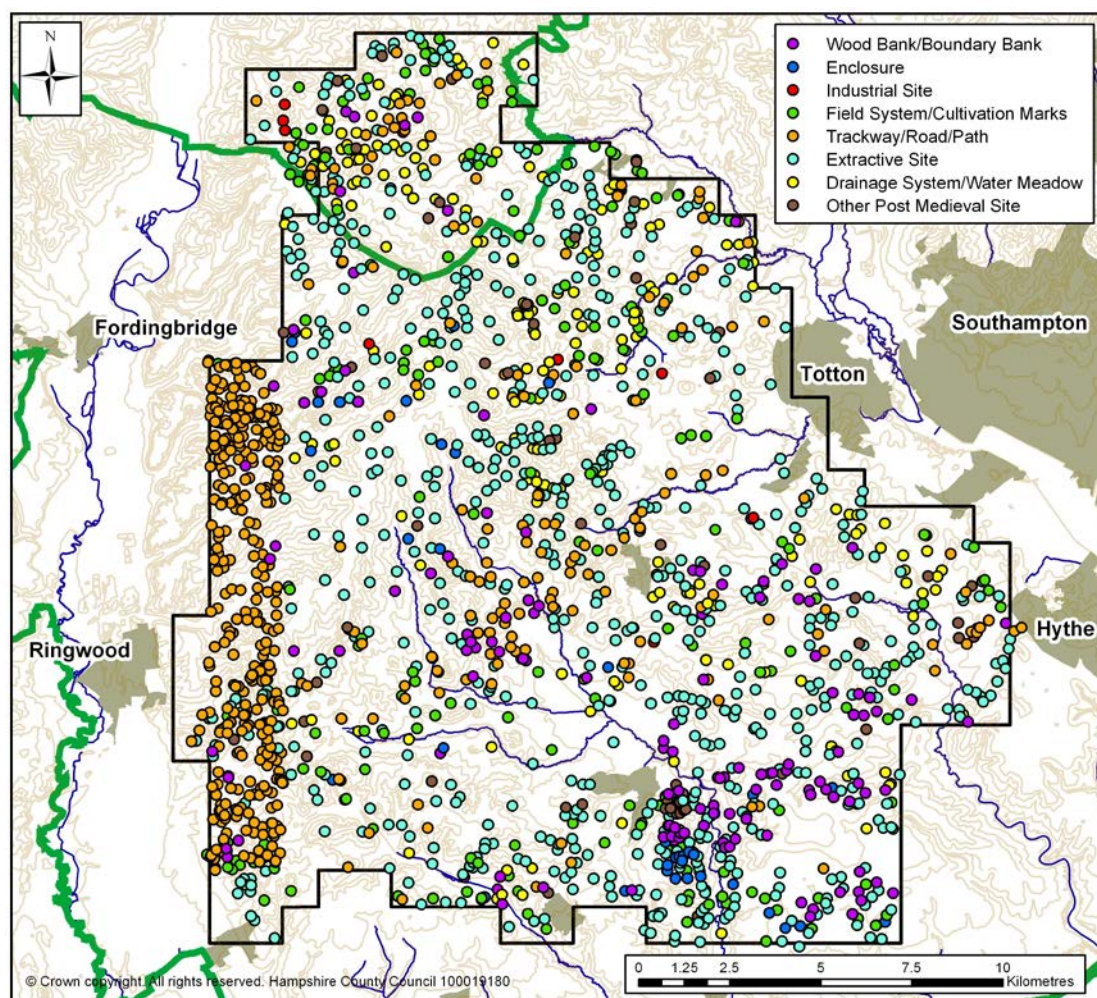 N
Wood Bank/Boundary Bank
Enclosure
Industrial Site
Field System/Cultivation Marks
Trackway/Road/Path
Extractive Site
Drainage System/Water Meadow
Other Post Medieval Site
Fordingbridge
Southampton
Totton
Ringwood
Hythe
© Crown copyright. All rights reserved. Hampshire County Council 100019180
0 1.25 2.5 5 7.5 10
Kilometres